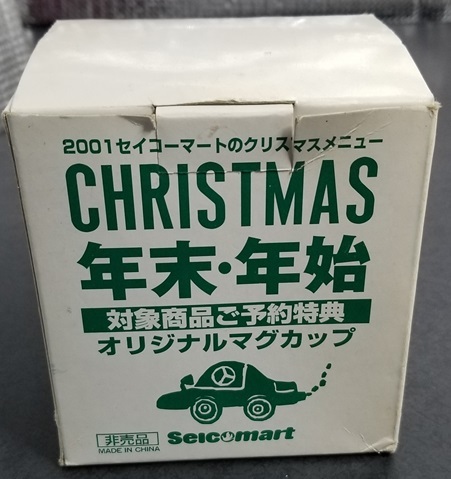 2001セイコーマートのクリスマスメニュー
CHRISTMAS
年末・年始
対象商品ご予約特典
オリジナルマグカップ
非売品
MADE IN CHINA
Seicomart